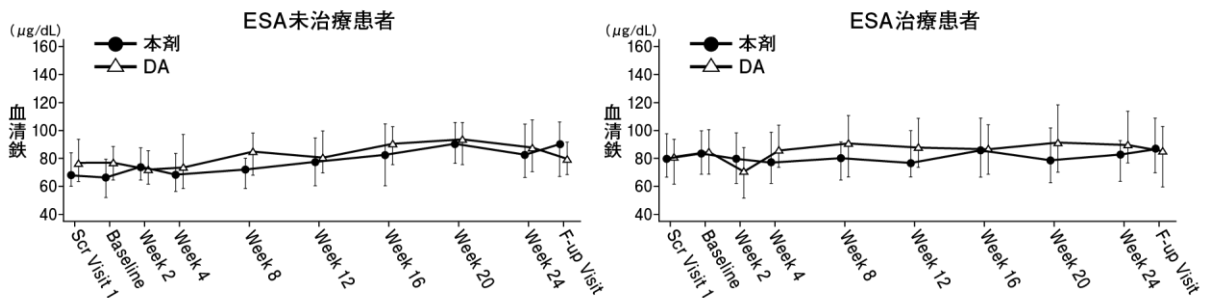 ESA未治療患者
(μg/dL)
160
140
120
100
80
60
40
血清鉄
本剤
DA
Scr Visit 1
Baseline
Week 2
Week 4
Week 8
Week 12
Week 16
Week 20
Week 24
F-up Visit
ESA治療患者
(μg/dL)
160
140
120
100
80
60
40
血清鉄
本剤
DA
Scr Visit 1
Baseline
Week 2
Week 4
Week 8
Week 12
Week 16
Week 20
Week 24
F-up Visit